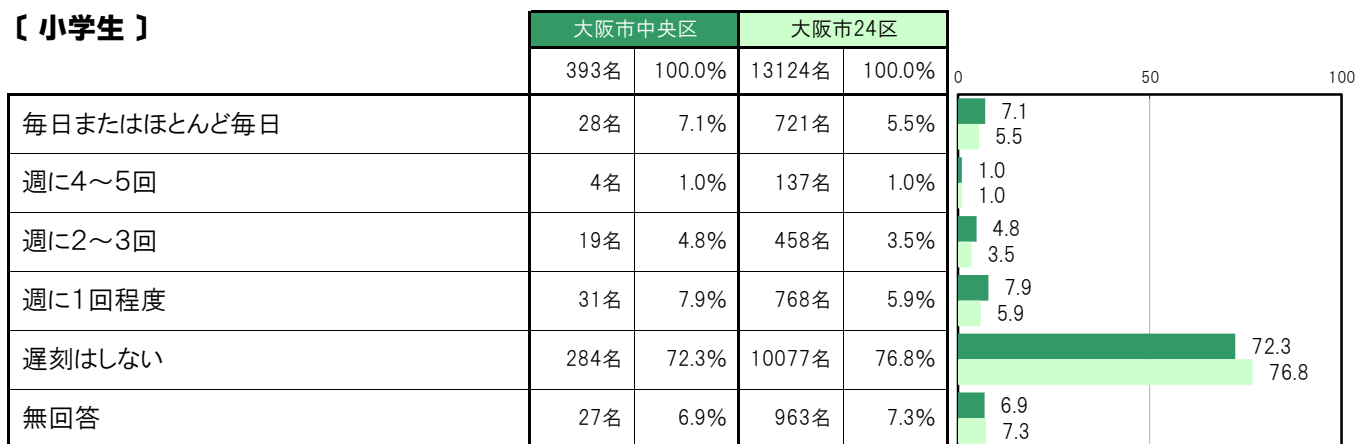 〔 小学生 〕
大阪市中央区 大阪市24区
393名 100.0% 13124名 100.0%
0 50 100
毎日またはほとんど毎日 28名 7.1% 721名 5.5%
7.1
5.5
週に4～5回 4名 1.0% 137名 1.0%
1.0
1.0
週に2～3回 19名 4.8% 458名 3.5%
4.8
3.5
週に1回程度 31名 7.9% 768名 5.9%
7.9
5.9
遅刻はしない 284名 72.3% 10077名 76.8%
72.3
76.8
無回答 27名 6.9% 963名 7.3%
6.9
7.3